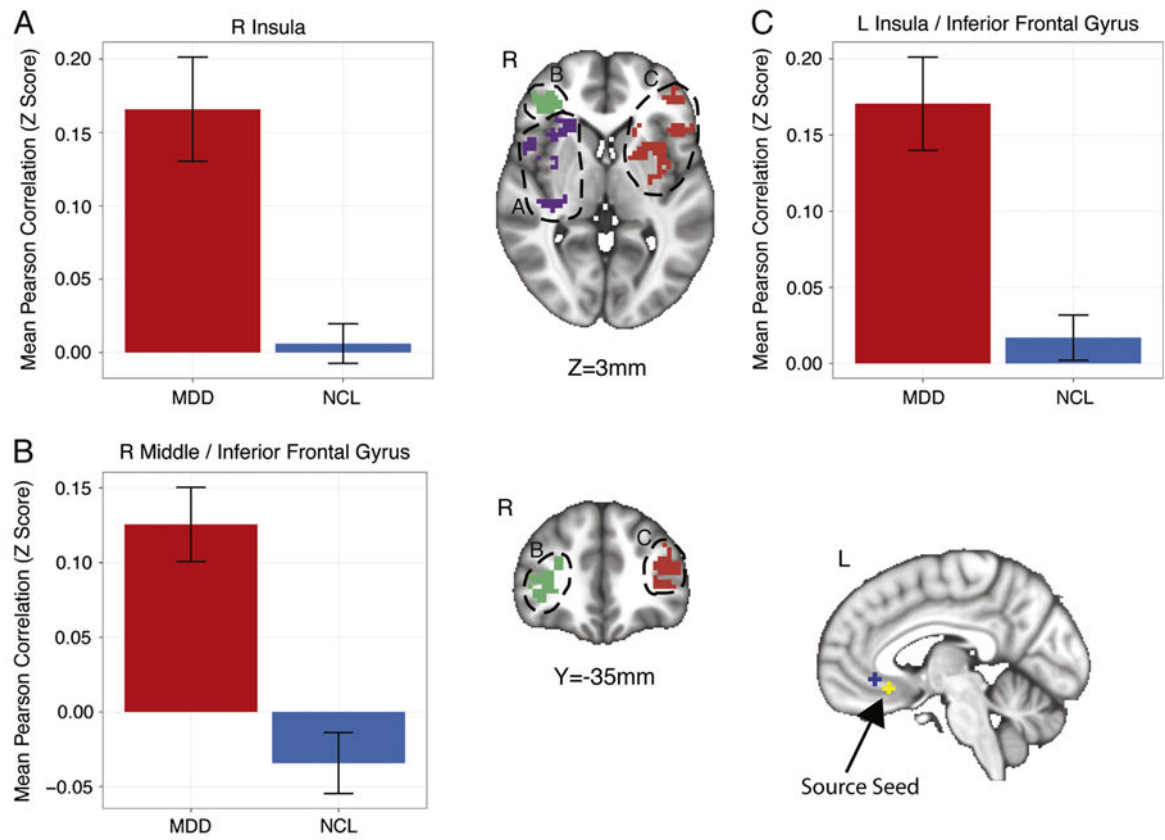 A
R Insula
Mean Pearson Correlation (Z Score)
0.20
0.15
0.10
0.05
0.00
MDD NCL
R
B
C
A
Z=3mm
C
L Insula / Inferior Frontal Gyrus
Mean Pearson Correlation (Z Score)
0.20
0.15
0.10
0.05
0.00
MDD NCL
B
R Middle / Inferior Frontal Gyrus
Mean Pearson Correlation (Z Score)
0.15
0.10
0.05
0.00
−0.05
MDD NCL
R
B
C
Y=-35mm
L
Source Seed